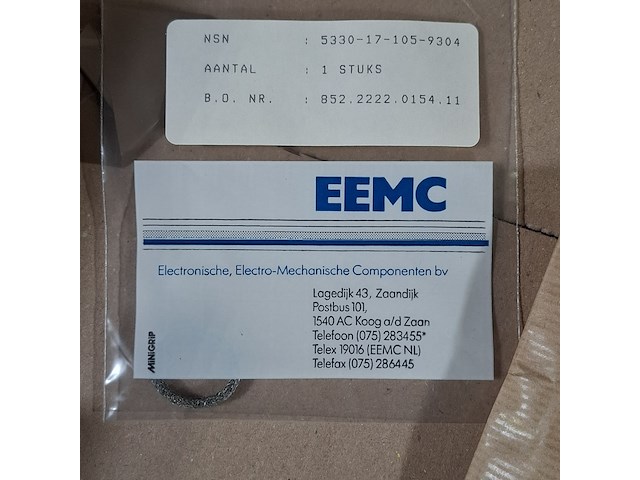 NSN : 5330-17-105-9304
AANTAL : 1 STUKS
B.O. NR. : 852.2222.0154.11
EEMC
Electronische, Electro-Mechanische Componenten bv
Lagedijk 43, Zaandijk
Postbus 101,
1540 AC Koog a/d Zaan
Telefoon (075) 283455*
Telex 19016 (EEMC NL)
Telefax (075) 286445
MINIGRIP